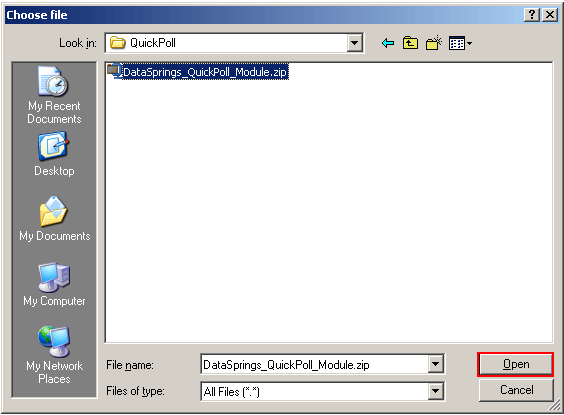 Choose file
Look in: QuickPoll
DataSprings_QuickPoll_Module.zip
My Recent
Documents
Desktop
My Documents
My Computer
My Network
Places
File name: DataSprings_QuickPoll_Module.zip Open
Files of type: All Files (*.*) Cancel